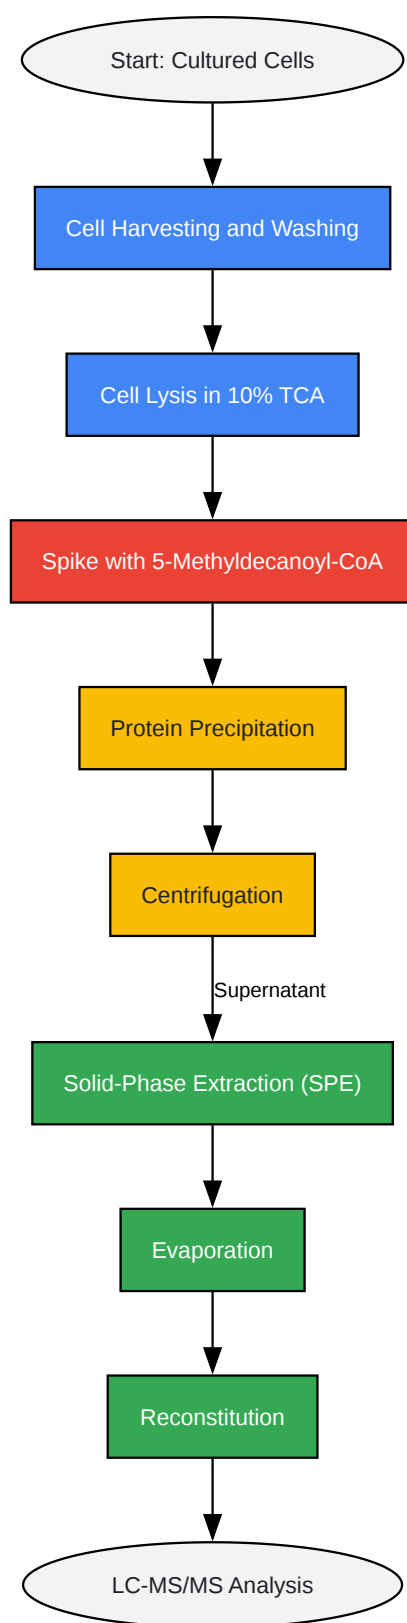 Start: Cultured Cells
Cell Harvesting and Washing
Cell Lysis in 10% TCA
Spike with 5-Methyldecanoyl-CoA
Protein Precipitation
Centrifugation
Supernatant
Solid-Phase Extraction (SPE)
Evaporation
Reconstitution
LC-MS/MS Analysis